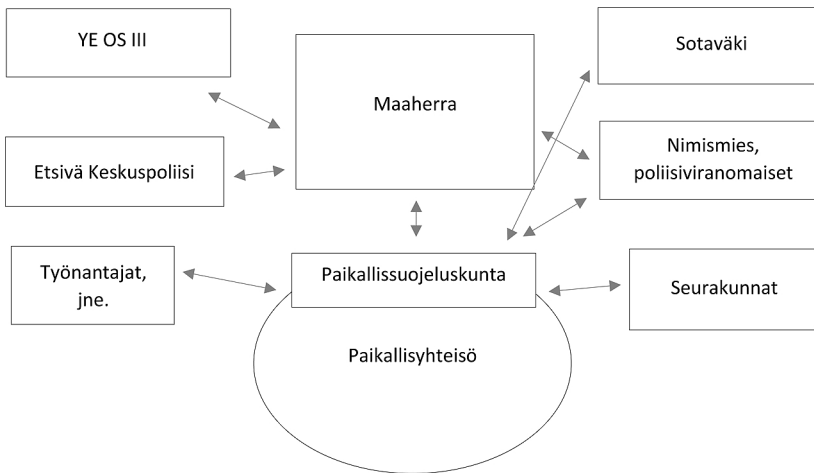 YE OS III
Sotaväki
Maaherra
Etsivä Keskuspoliisi
Nimismies,
poliisiviranomaiset
Työnantajat,
jne.
Paikallissuojeluskunta
Seurakunnat
Paikallisyhteisö